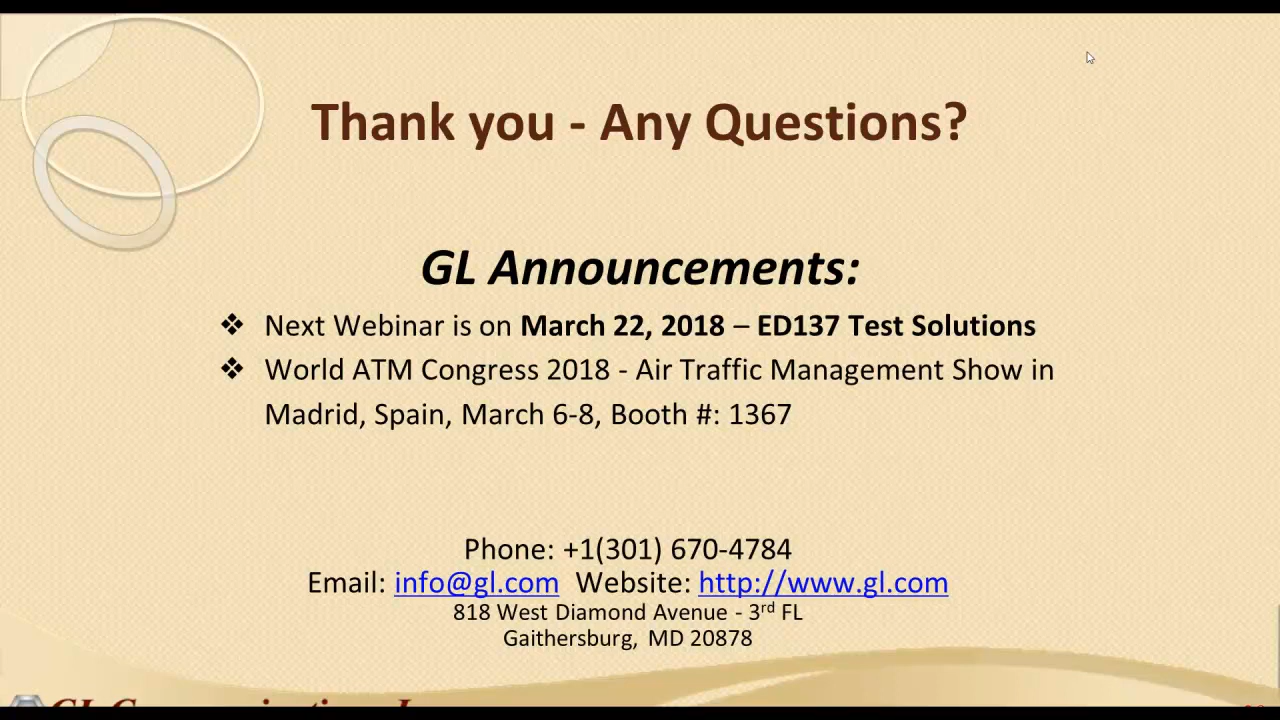 Thank you - Any Questions?
GL Announcements:
❖ Next Webinar is on March 22, 2018 – ED137 Test Solutions
❖ World ATM Congress 2018 - Air Traffic Management Show in
Madrid, Spain, March 6-8, Booth #: 1367
Phone: +1(301) 670-4784
Email: info@gl.com Website: http://www.gl.com
818 West Diamond Avenue - 3rd FL
Gaithersburg, MD 20878